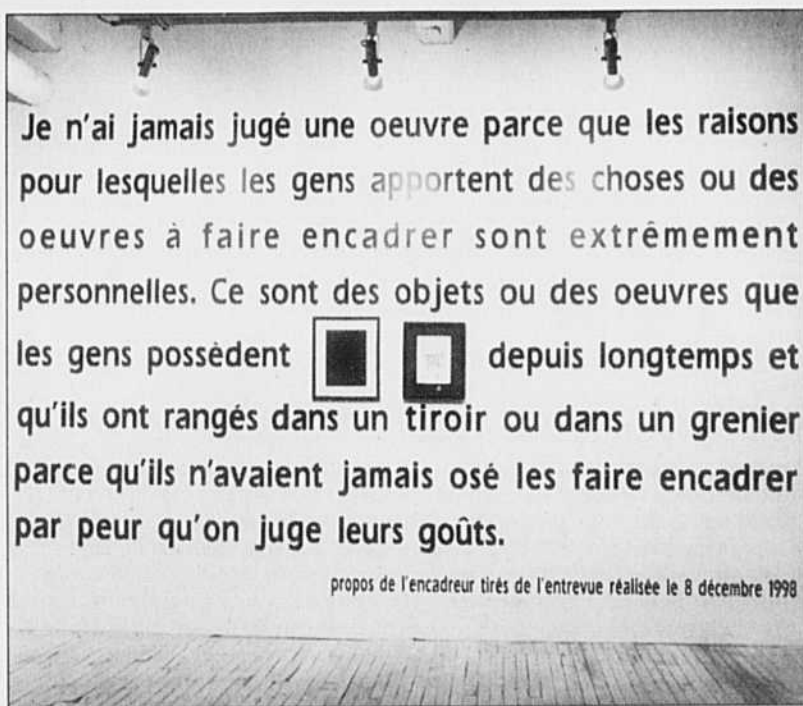 Je n'ai jamais jugé une oeuvre parce que les raisons
pour lesquelles les gens apportent des choses ou des
oeuvres à faire encadrer sont extrêmement
personnelles. Ce sont des objets ou des oeuvres que
les gens possèdent depuis longtemps et
qu'ils ont rangés dans un tiroir ou dans un grenier
parce qu'ils n'avaient jamais osé les faire encadrer
par peur qu'on juge leurs goûts.
propos de l'encadreur tirés de l'entrevue réalisée le 8 décembre 1998